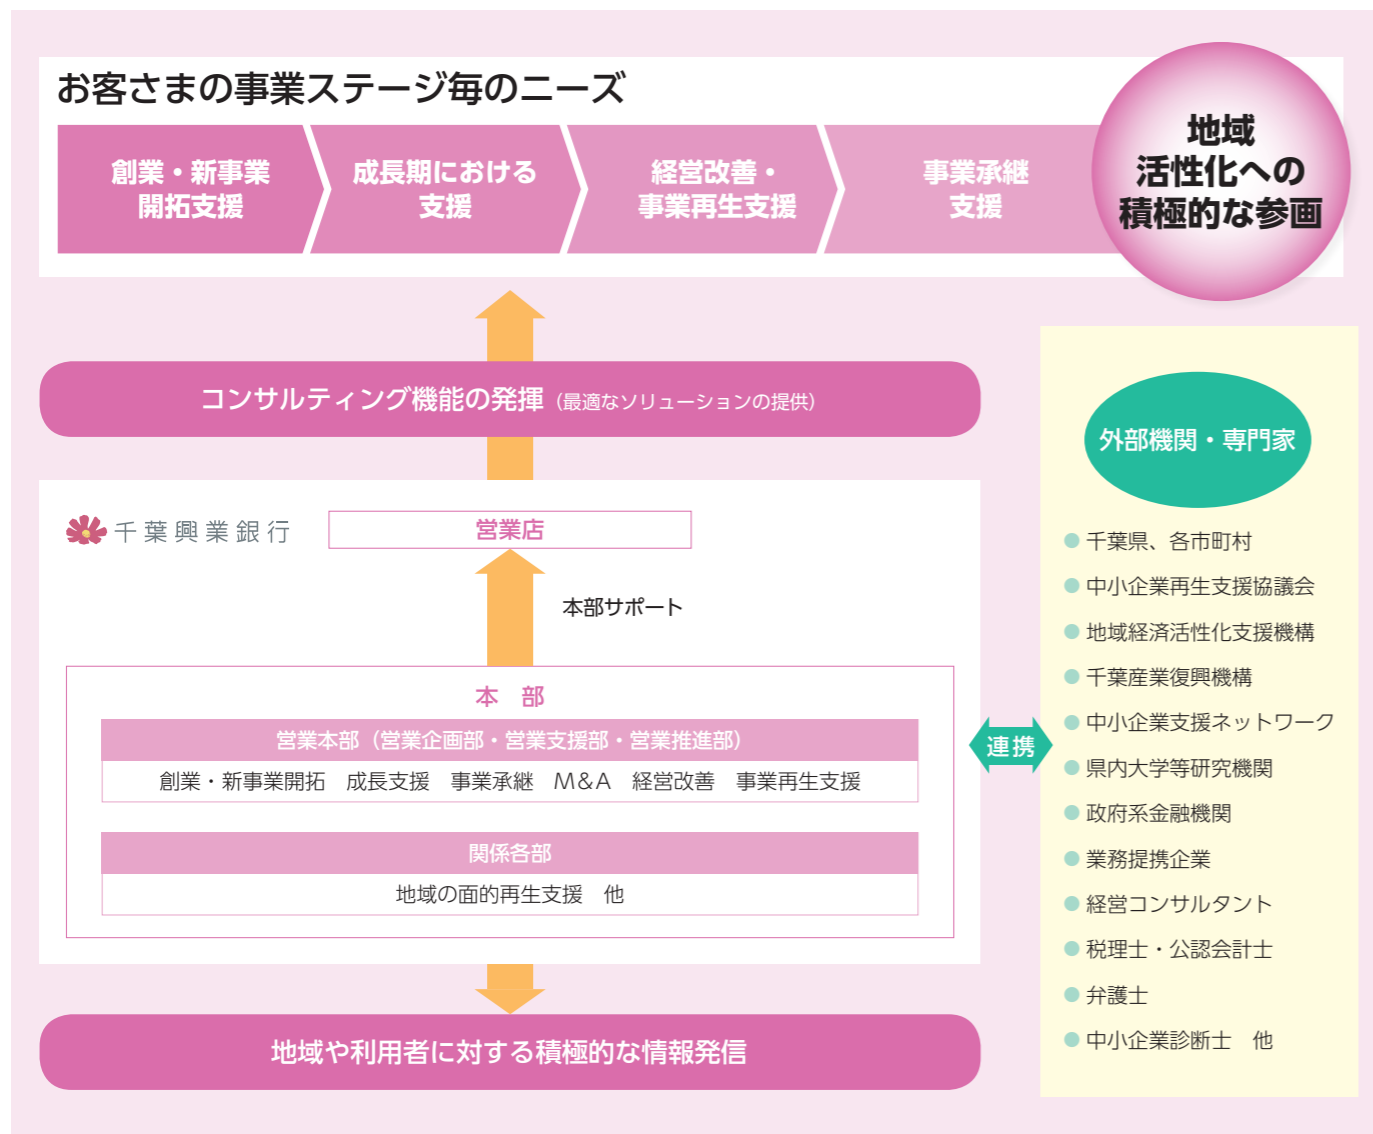 お客さまの事業ステージ毎のニーズ
創業・新事業
開拓支援
成長期における
支援
経営改善・
事業再生支援
事業承継
支援
地域
活性化への
積極的な参画
コンサルティング機能の発揮（最適なソリューションの提供）
千葉興業銀行
営業店
本部サポート
本　部
営業本部（営業企画部・営業支援部・営業推進部）
創業・新事業開拓　成長支援　事業承継　M&A　経営改善　事業再生支援
関係各部
地域の面的再生支援　他
地域や利用者に対する積極的な情報発信
連携
外部機関・専門家
● 千葉県、各市町村
● 中小企業再生支援協議会
● 地域経済活性化支援機構
● 千葉産業復興機構
● 中小企業支援ネットワーク
● 県内大学等研究機関
● 政府系金融機関
● 業務提携企業
● 経営コンサルタント
● 税理士・公認会計士
● 弁護士
● 中小企業診断士　他